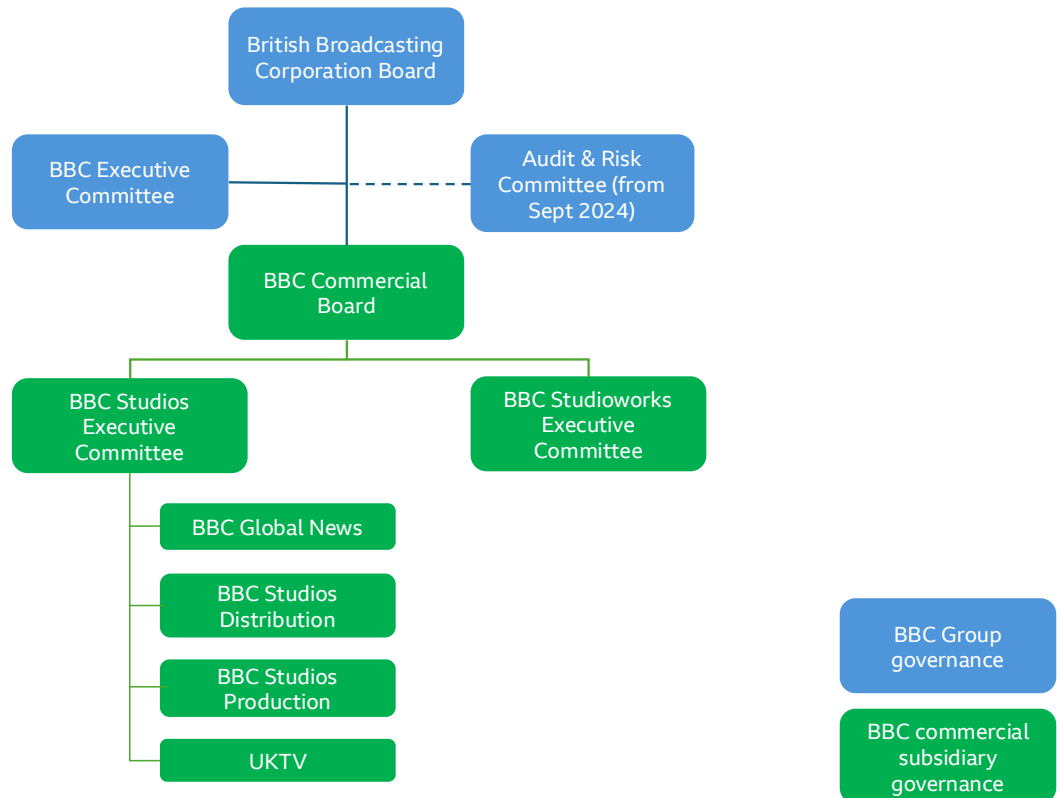 British Broadcasting
Corporation Board
BBC Executive
Committee
Audit & Risk
Committee (from
Sept 2024)
BBC Commercial
Board
BBC Studios
Executive
Committee
BBC Studioworks
Executive
Committee
BBC Global News
BBC Studios
Distribution
BBC Studios
Production
UKTV
BBC Group
governance
BBC commercial
subsidiary
governance